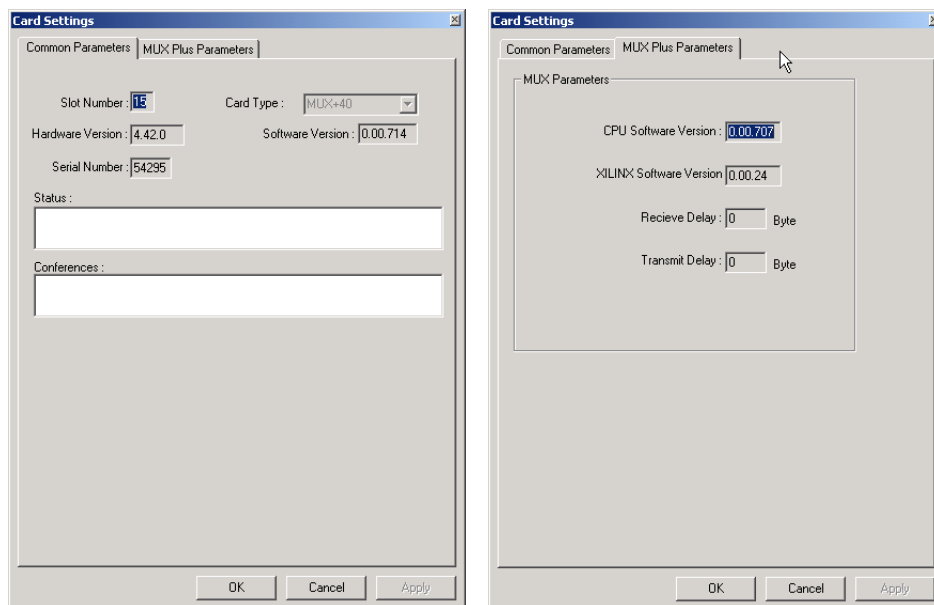 Card Settings
Common Parameters
MUX Plus Parameters
Slot Number : 15
Card Type : MUX+40
Hardware Version : 4.42.0
Software Version : 0.00.714
Serial Number : 54295
Status :
Conferences :
OK
Cancel
Apply
Card Settings
Common Parameters
MUX Plus Parameters
MUX Parameters
CPU Software Version : 0.00.707
XILINX Software Version 0.00.24
Recieve Delay : 0 Byte
Transmit Delay : 0 Byte
OK
Cancel
Apply